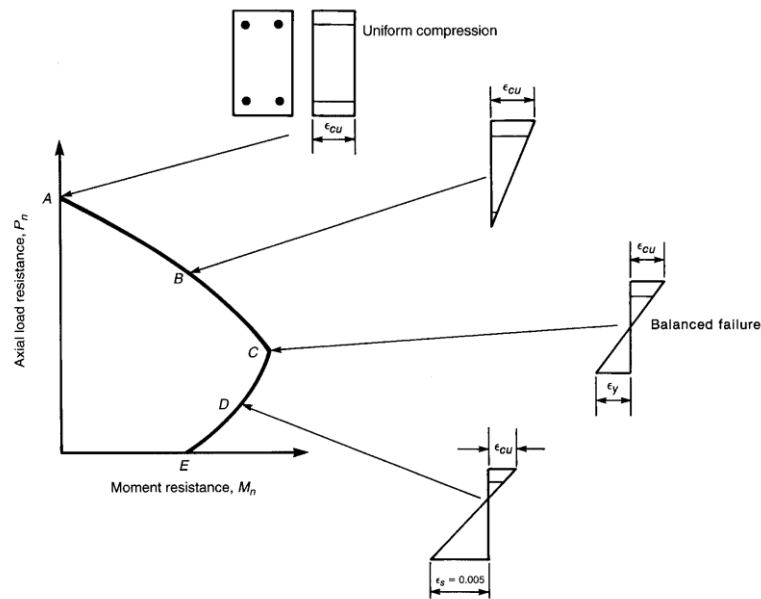 Uniform compression
ϵcu
ϵcu
A
B
ϵcu
Balanced failure
C
ϵy
D
ϵcu
E
Axial load resistance, Pn
Moment resistance, Mn
ϵs = 0.005